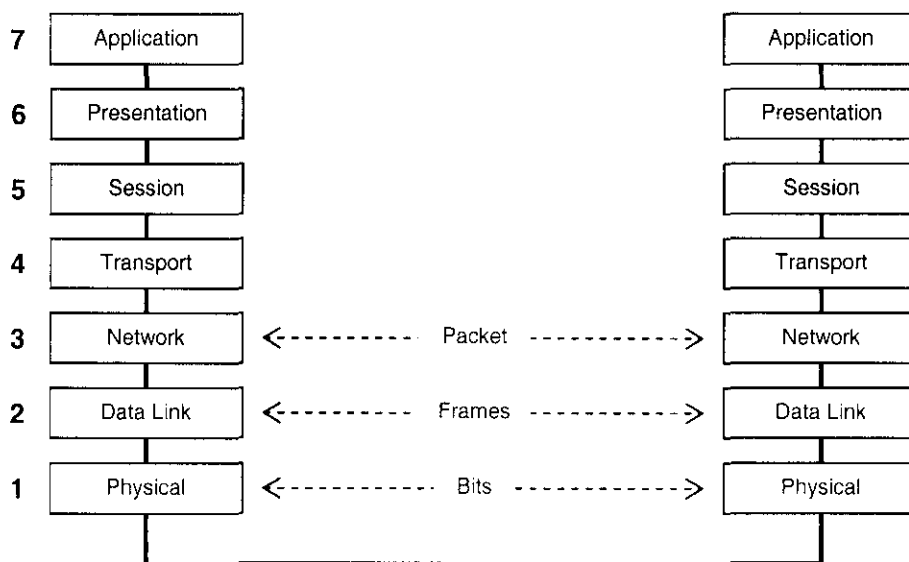 7 Application Application
6 Presentation Presentation
5 Session Session
4 Transport Transport
3 Network Packet Network
2 Data Link Frames Data Link
1 Physical Bits Physical